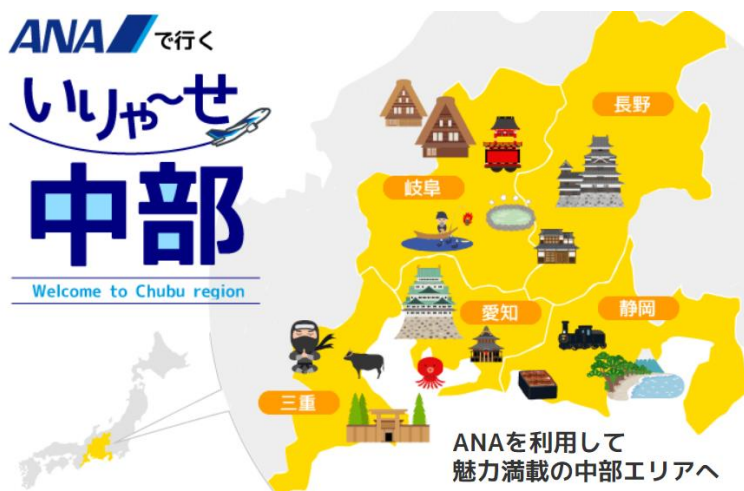 ANAで行く
いりゃ〜せ
中部
Welcome to Chubu region
長野
岐阜
愛知
静岡
三重
ANAを利用して
魅力満載の中部エリアへ